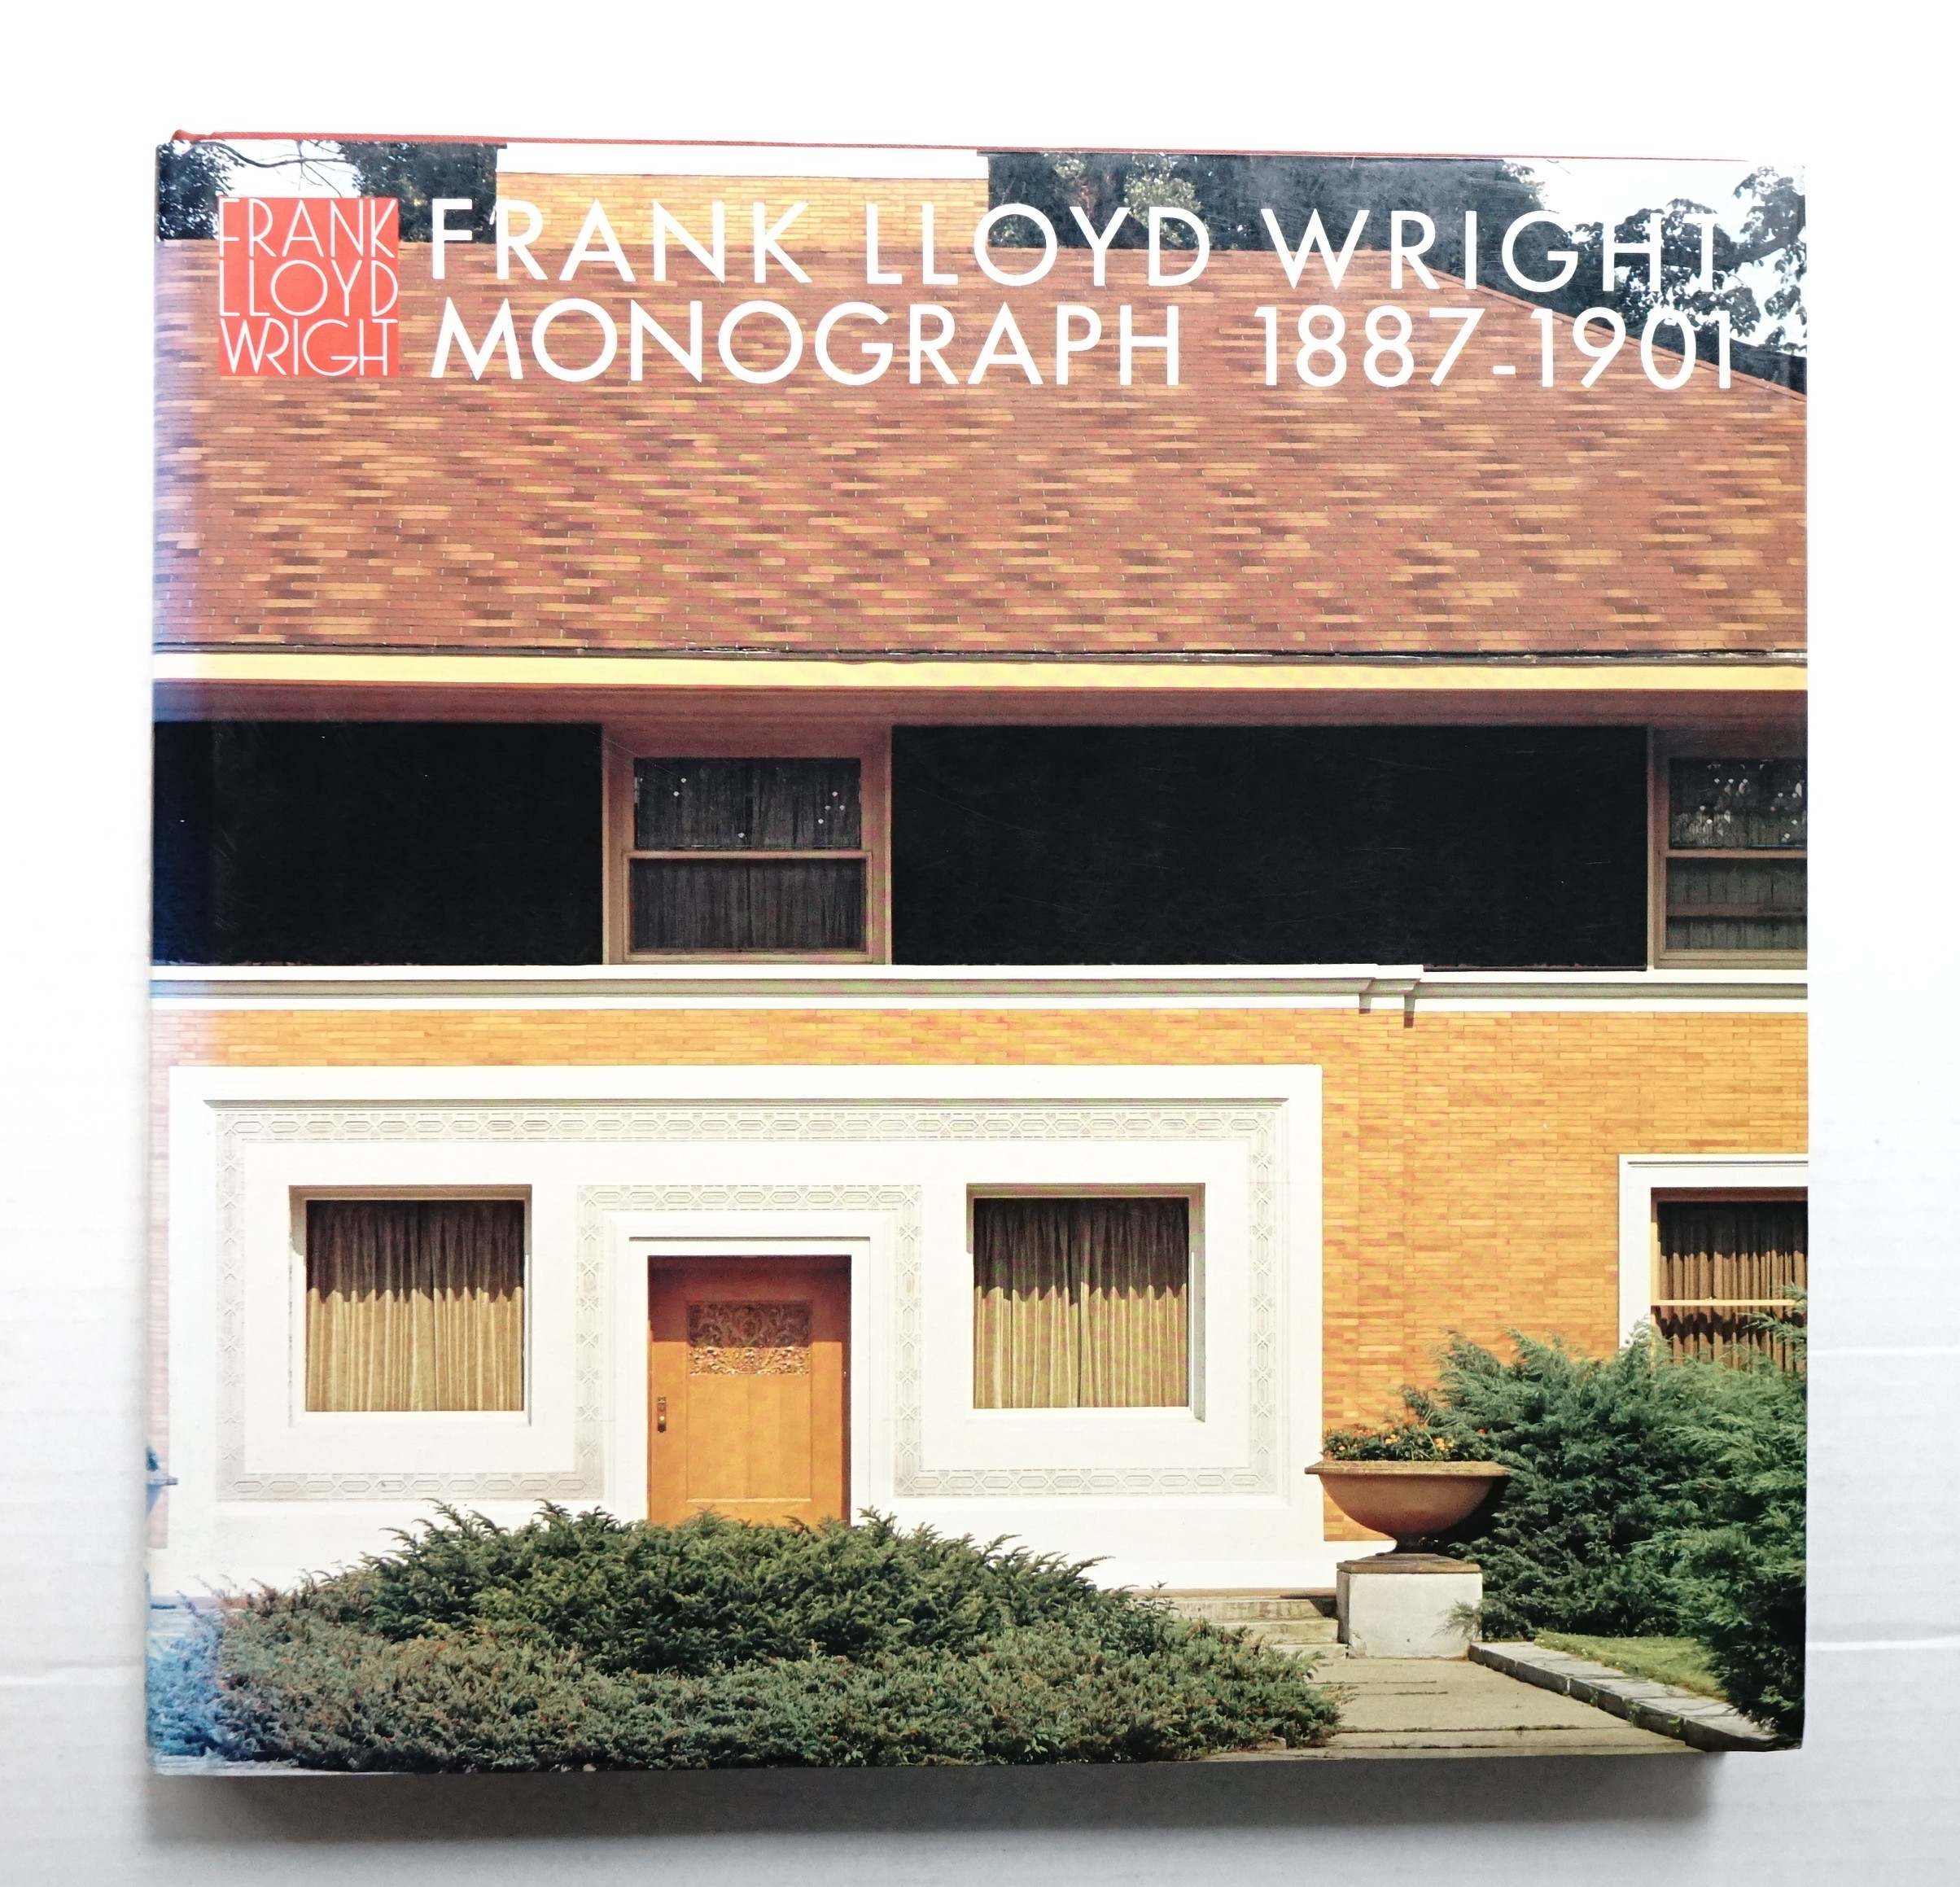 FRANK
LLOYD
WRIGHT
FRANK LLOYD WRIGHT
MONOGRAPH 1887-1901